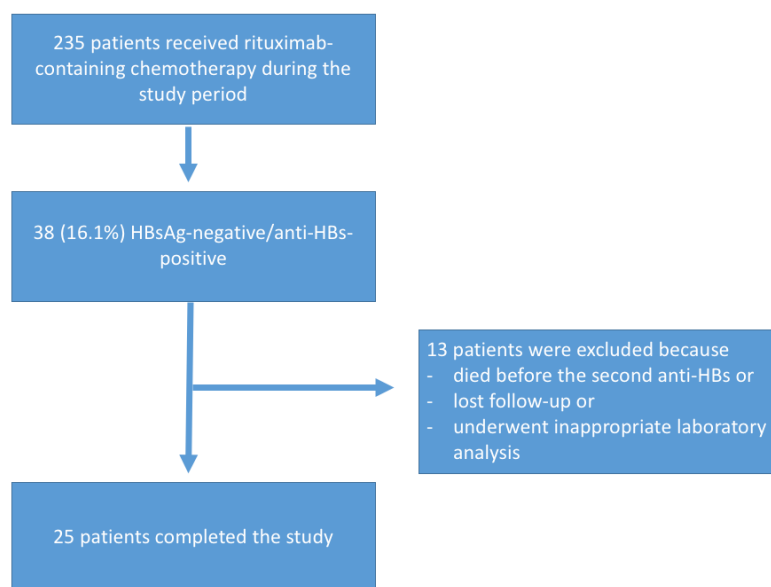 235 patients received rituximab-
containing chemotherapy during the
study period
38 (16.1%) HBsAg-negative/anti-HBs-
positive
13 patients were excluded because
- died before the second anti-HBs or
- lost follow-up or
- underwent inappropriate laboratory
analysis
25 patients completed the study